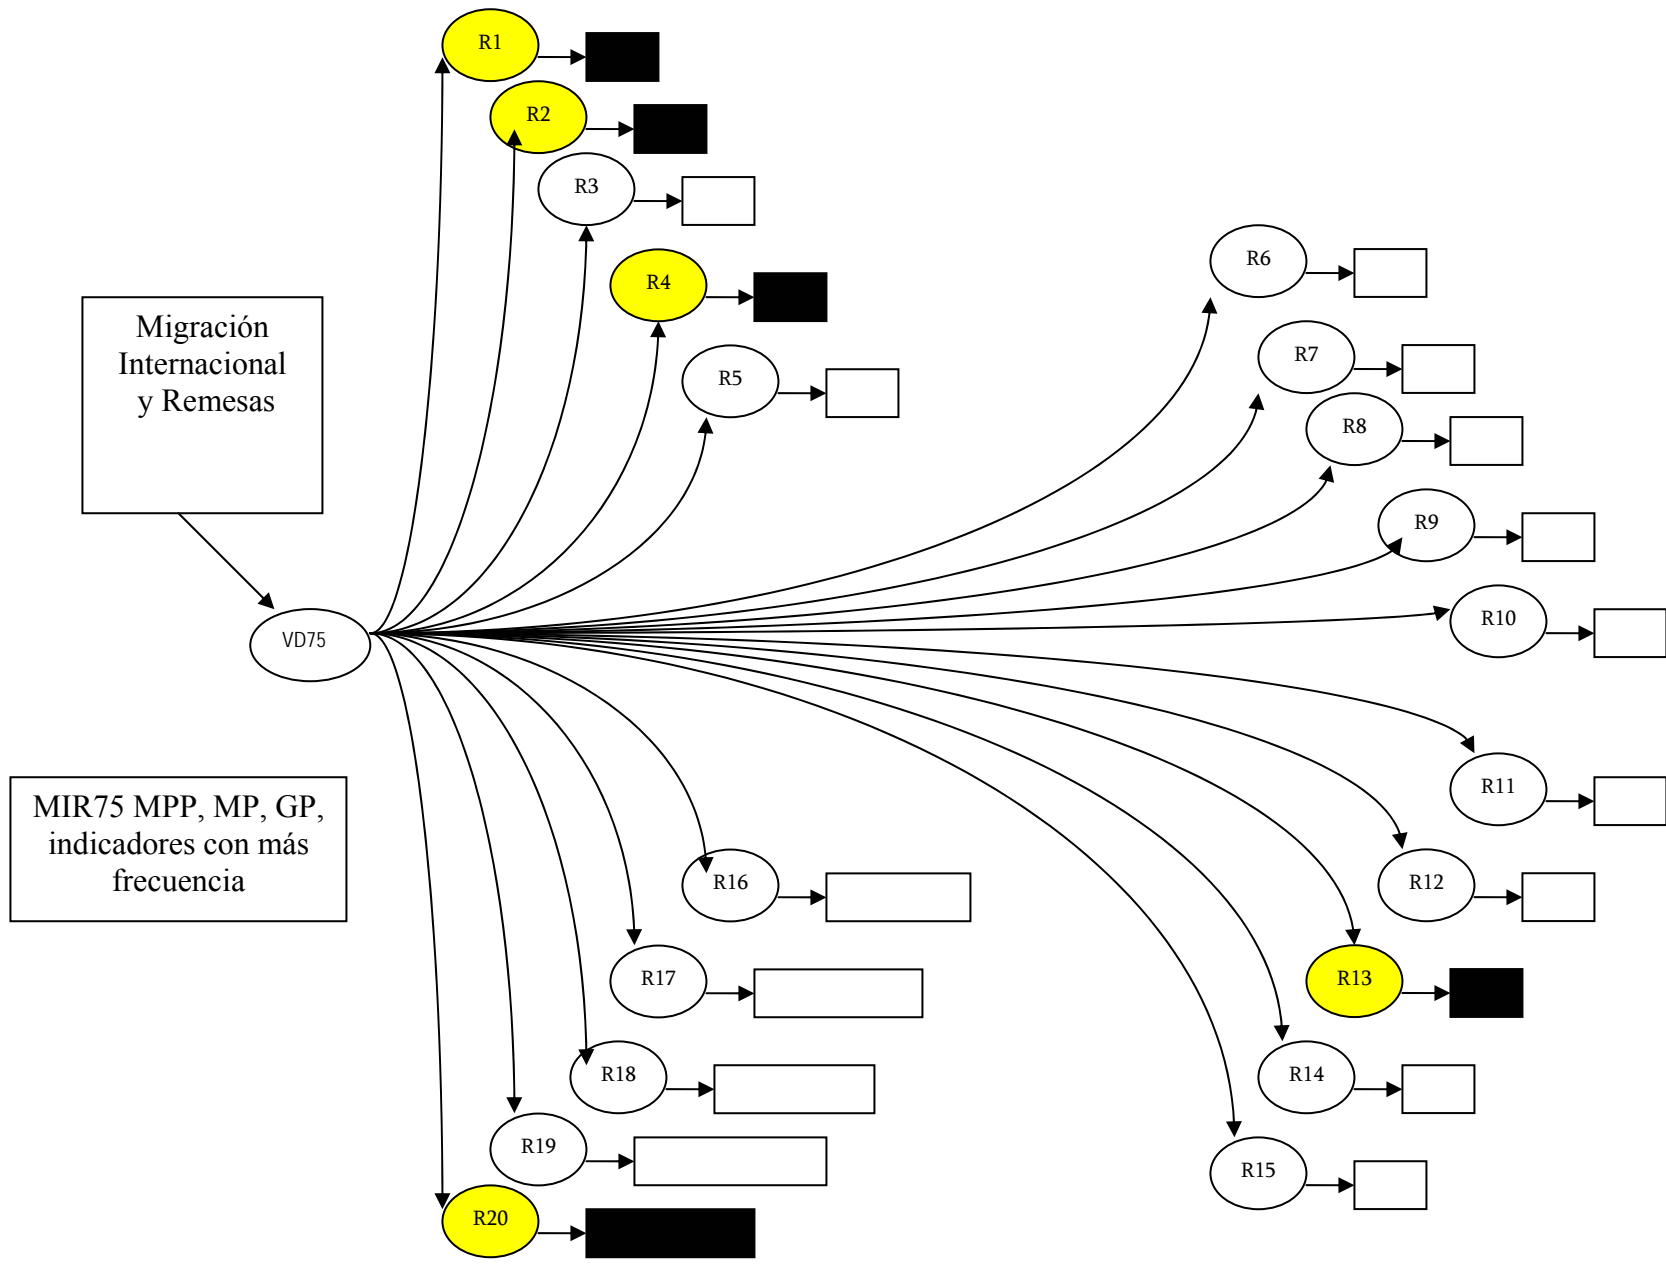 R1
R2
R3
R4
R5
R6
R7
R8
R9
R10
R11
R12
R13
R14
R15
R16
R17
R18
R19
R20
Migración
Internacional
y Remesas
VD75
MIR75 MPP, MP, GP,
indicadores con más
frecuencia